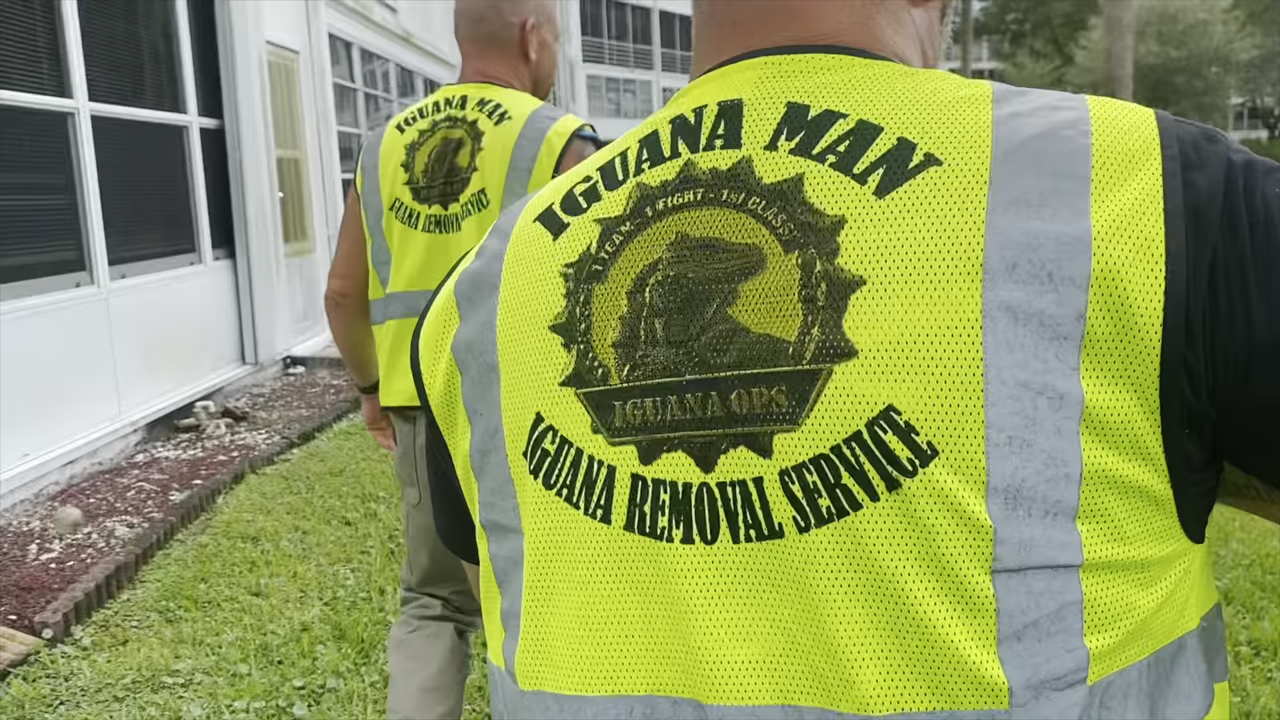 IGUANA MAN
IGUANA REMOVAL SERVICE
IGUANA MAN
1 TEAM - 1 FIGHT - 1st CLASS
IGUANA OPS
IGUANA REMOVAL SERVICE